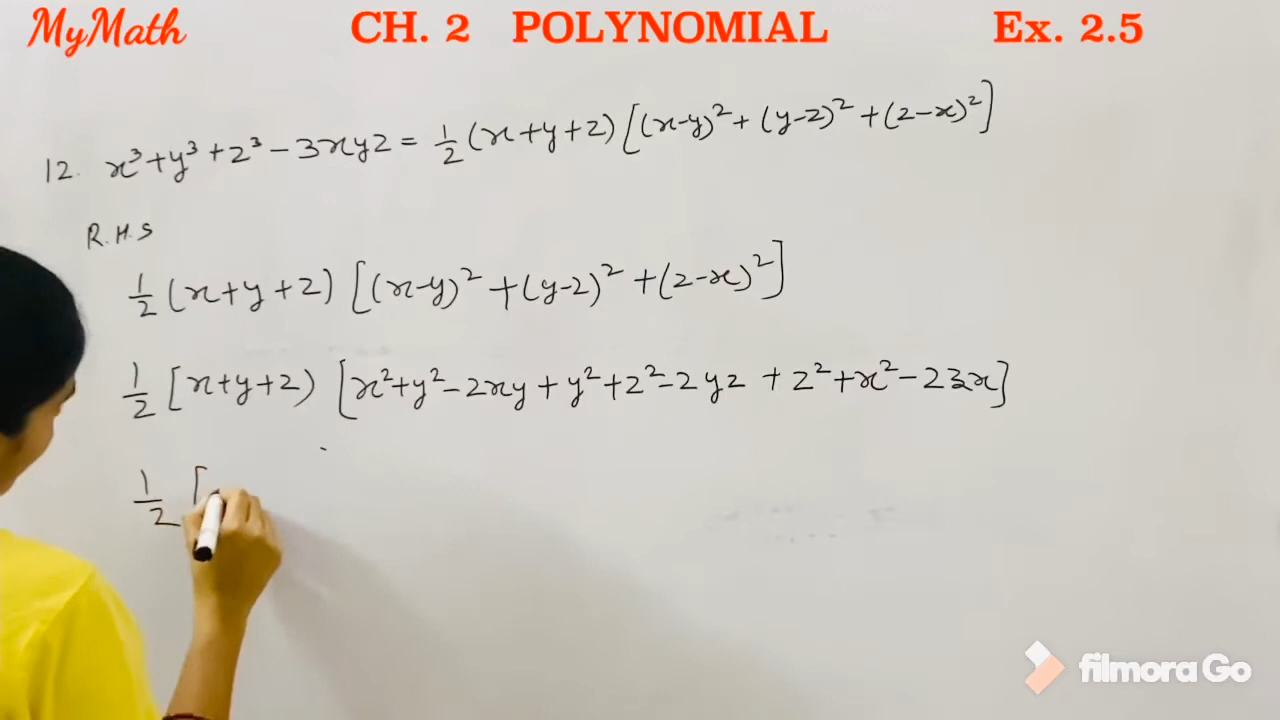 MyMath CH. 2 POLYNOMIAL Ex. 2.5
12. x³+y³+z³-3xyz = 1/2 (x+y+z) [(x-y)²+(y-z)²+(z-x)²]
R.H.S
1/2 (x+y+z) [(x-y)²+(y-z)²+(z-x)²]
1/2 [x+y+z) [x²+y²-2xy+y²+z²-2yz+z²+x²-2zx]
1/2 [
filmora Go